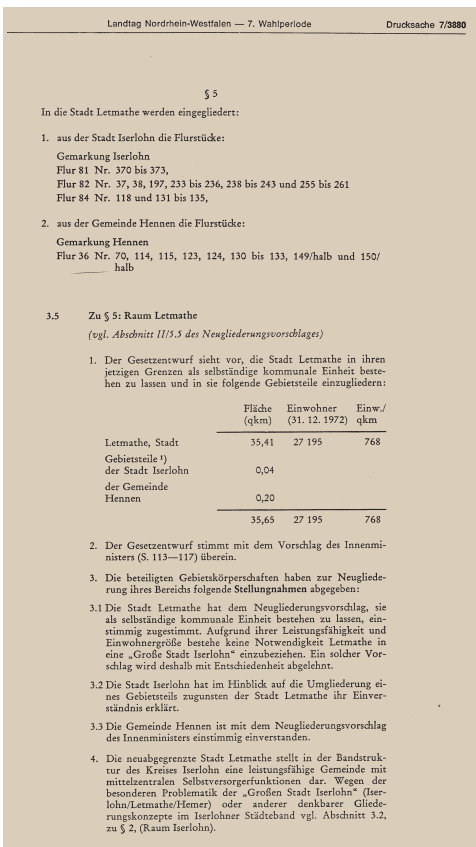 Landtag Nordrhein-Westfalen — 7. Wahlperiode Drucksache 7/3880
§ 5
In die Stadt Letmathe werden eingegliedert:
1. aus der Stadt Iserlohn die Flurstücke:
Gemarkung Iserlohn
Flur 81 Nr. 370 bis 373,
Flur 82 Nr. 37, 38, 197, 233 bis 236, 238 bis 243 und 255 bis 261
Flur 84 Nr. 118 und 131 bis 135,
2. aus der Gemeinde Hennen die Flurstücke:
Gemarkung Hennen
Flur 36 Nr. 70, 114, 115, 123, 124, 130 bis 133, 149/halb und 150/
halb
3.5 Zu § 5: Raum Letmathe
(vgl. Abschnitt II/5.5 des Neugliederungsvorschlages)
1. Der Gesetzentwurf sieht vor, die Stadt Letmathe in ihren
jetzigen Grenzen als selbständige kommunale Einheit beste-
hen zu lassen und in sie folgende Gebietsteile einzugliedern:
Fläche Einwohner Einw./
(qkm) (31. 12. 1972) qkm
Letmathe, Stadt 35,41 27 195 768
Gebietsteile ¹)
der Stadt Iserlohn 0,04
der Gemeinde
Hennen 0,20
35,65 27 195 768
2. Der Gesetzentwurf stimmt mit dem Vorschlag des Innenmi-
nisters (S. 113—117) überein.
3. Die beteiligten Gebietskörperschaften haben zur Neugliede-
rung ihres Bereichs folgende Stellungnahmen abgegeben:
3.1 Die Stadt Letmathe hat dem Neugliederungsvorschlag, sie
als selbständige kommunale Einheit bestehen zu lassen, ein-
stimmig zugestimmt. Aufgrund ihrer Leistungsfähigkeit und
Einwohnergröße bestehe keine Notwendigkeit Letmathe in
eine „Große Stadt Iserlohn“ einzubeziehen. Ein solcher Vor-
schlag wird deshalb mit Entschiedenheit abgelehnt.
3.2 Die Stadt Iserlohn hat im Hinblick auf die Umgliederung ei-
nes Gebietsteils zugunsten der Stadt Letmathe ihr Einver-
ständnis erklärt.
3.3 Die Gemeinde Hennen ist mit dem Neugliederungsvorschlag
des Innenministers einstimmig einverstanden.
4. Die neuabgegrenzte Stadt Letmathe stellt in der Bandstruk-
tur des Kreises Iserlohn eine leistungsfähige Gemeinde mit
mittelzentralen Selbstversorgerfunktionen dar. Wegen der
besonderen Problematik der „Großen Stadt Iserlohn“ (Iser-
lohn/Letmathe/Hemer) oder anderer denkbarer Gliede-
rungskonzepte im Iserlohner Städteband vgl. Abschnitt 3.2,
zu § 2, (Raum Iserlohn).